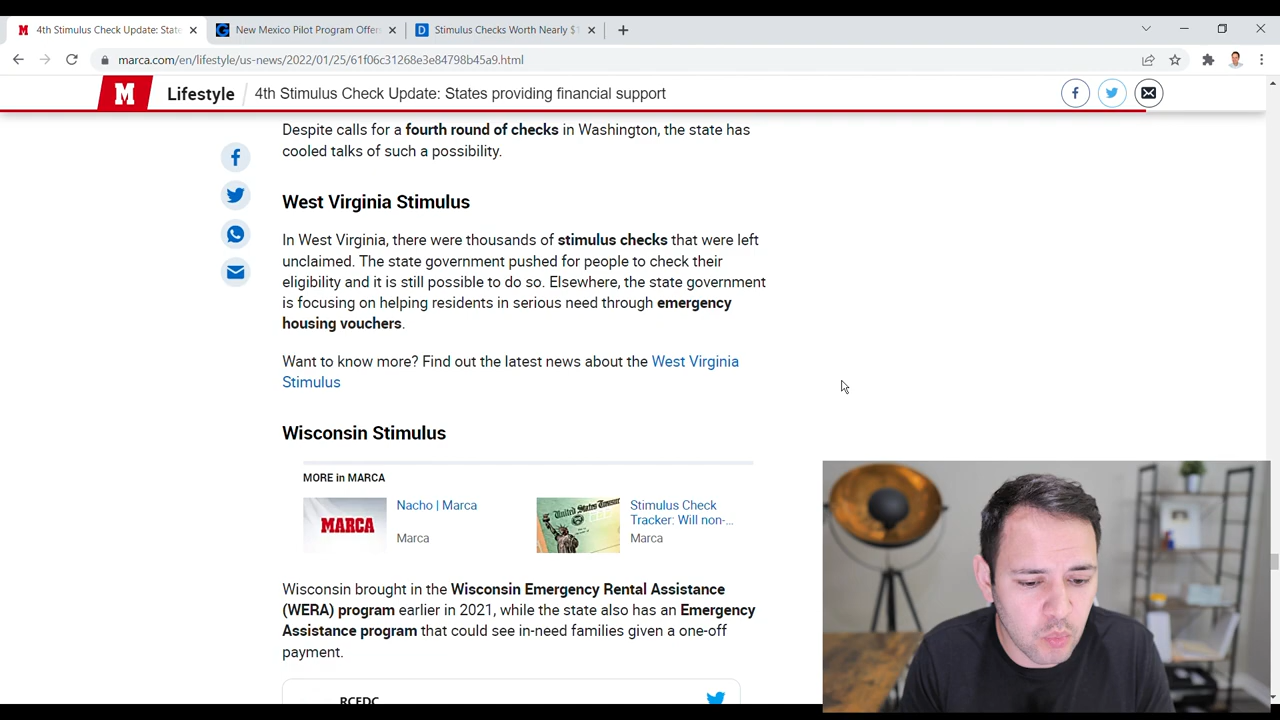 4th Stimulus Check Update: State
New Mexico Pilot Program Offer
Stimulus Checks Worth Nearly $1
marca.com/en/lifestyle/us-news/2022/01/25/61f06c31268e3e84798b45a9.html
M Lifestyle 4th Stimulus Check Update: States providing financial support
Despite calls for a fourth round of checks in Washington, the state has
cooled talks of such a possibility.
West Virginia Stimulus
In West Virginia, there were thousands of stimulus checks that were left
unclaimed. The state government pushed for people to check their
eligibility and it is still possible to do so. Elsewhere, the state government
is focusing on helping residents in serious need through emergency
housing vouchers.
Want to know more? Find out the latest news about the West Virginia
Stimulus
Wisconsin Stimulus
MORE in MARCA
MARCA
Nacho | Marca
Marca
United States Treasu
Stimulus Check
Tracker: Will non-...
Marca
Wisconsin brought in the Wisconsin Emergency Rental Assistance
(WERA) program earlier in 2021, while the state also has an Emergency
Assistance program that could see in-need families given a one-off
payment.
RCEDC